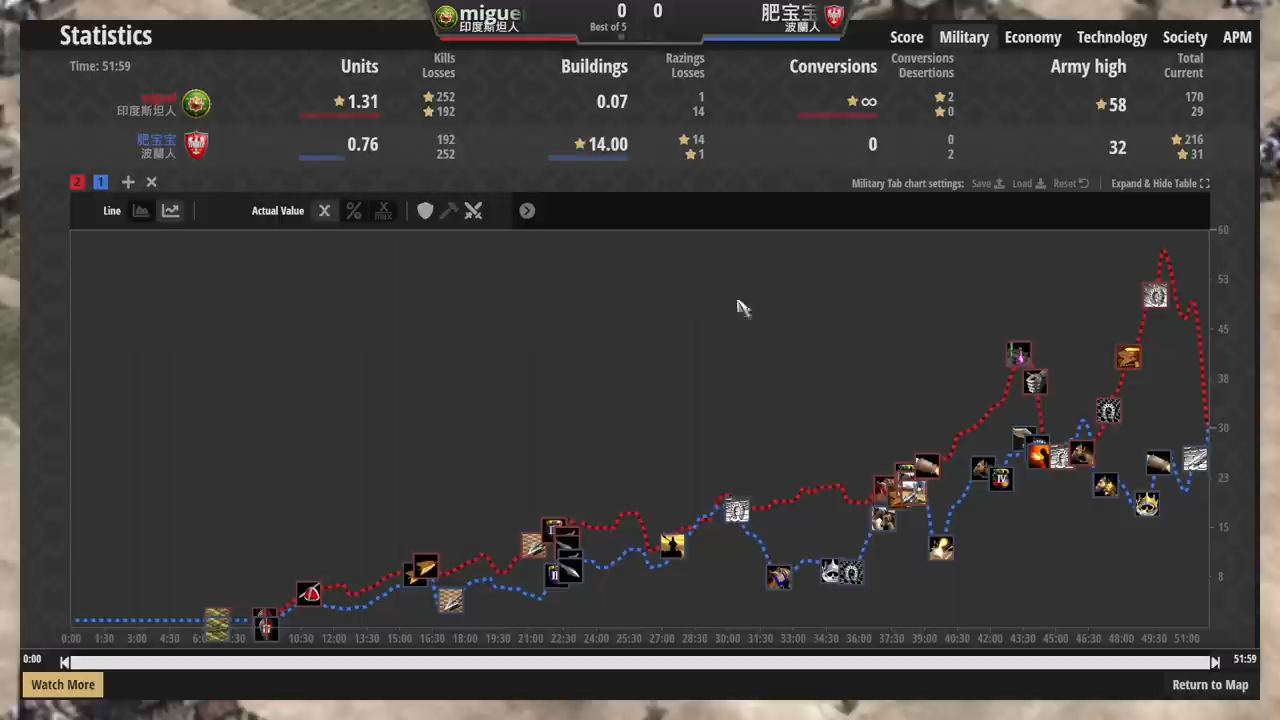 migue
印度斯坦人
0 0
Best of 5
肥宝宝
波蘭人
Statistics
Score Military Economy Technology Society APM
Time: 51:59
Units Kills Losses Buildings Razings Losses Conversions Conversions Desertions Army high Total Current
miguel
印度斯坦人
1.31 252 192 0.07 1 14 ∞ 2 0 58 170 29
肥宝宝
波蘭人
0.76 192 252 14.00 14 1 0 0 2 32 216 31
2 1
Military Tab chart settings: Save Load Reset Expand & Hide Table
Line Actual Value X % X max
60
53
45
38
30
23
15
8
0:00 1:30 3:00 4:30 10:30 12:00 13:30 15:00 16:30 18:00 19:30 21:00 22:30 24:00 25:30 27:00 28:30 30:00 31:30 33:00 34:30 36:00 37:30 39:00 40:30 42:00 43:30 45:00 46:30 48:00 49:30 51:00
0:00 51:59
Watch More Return to Map